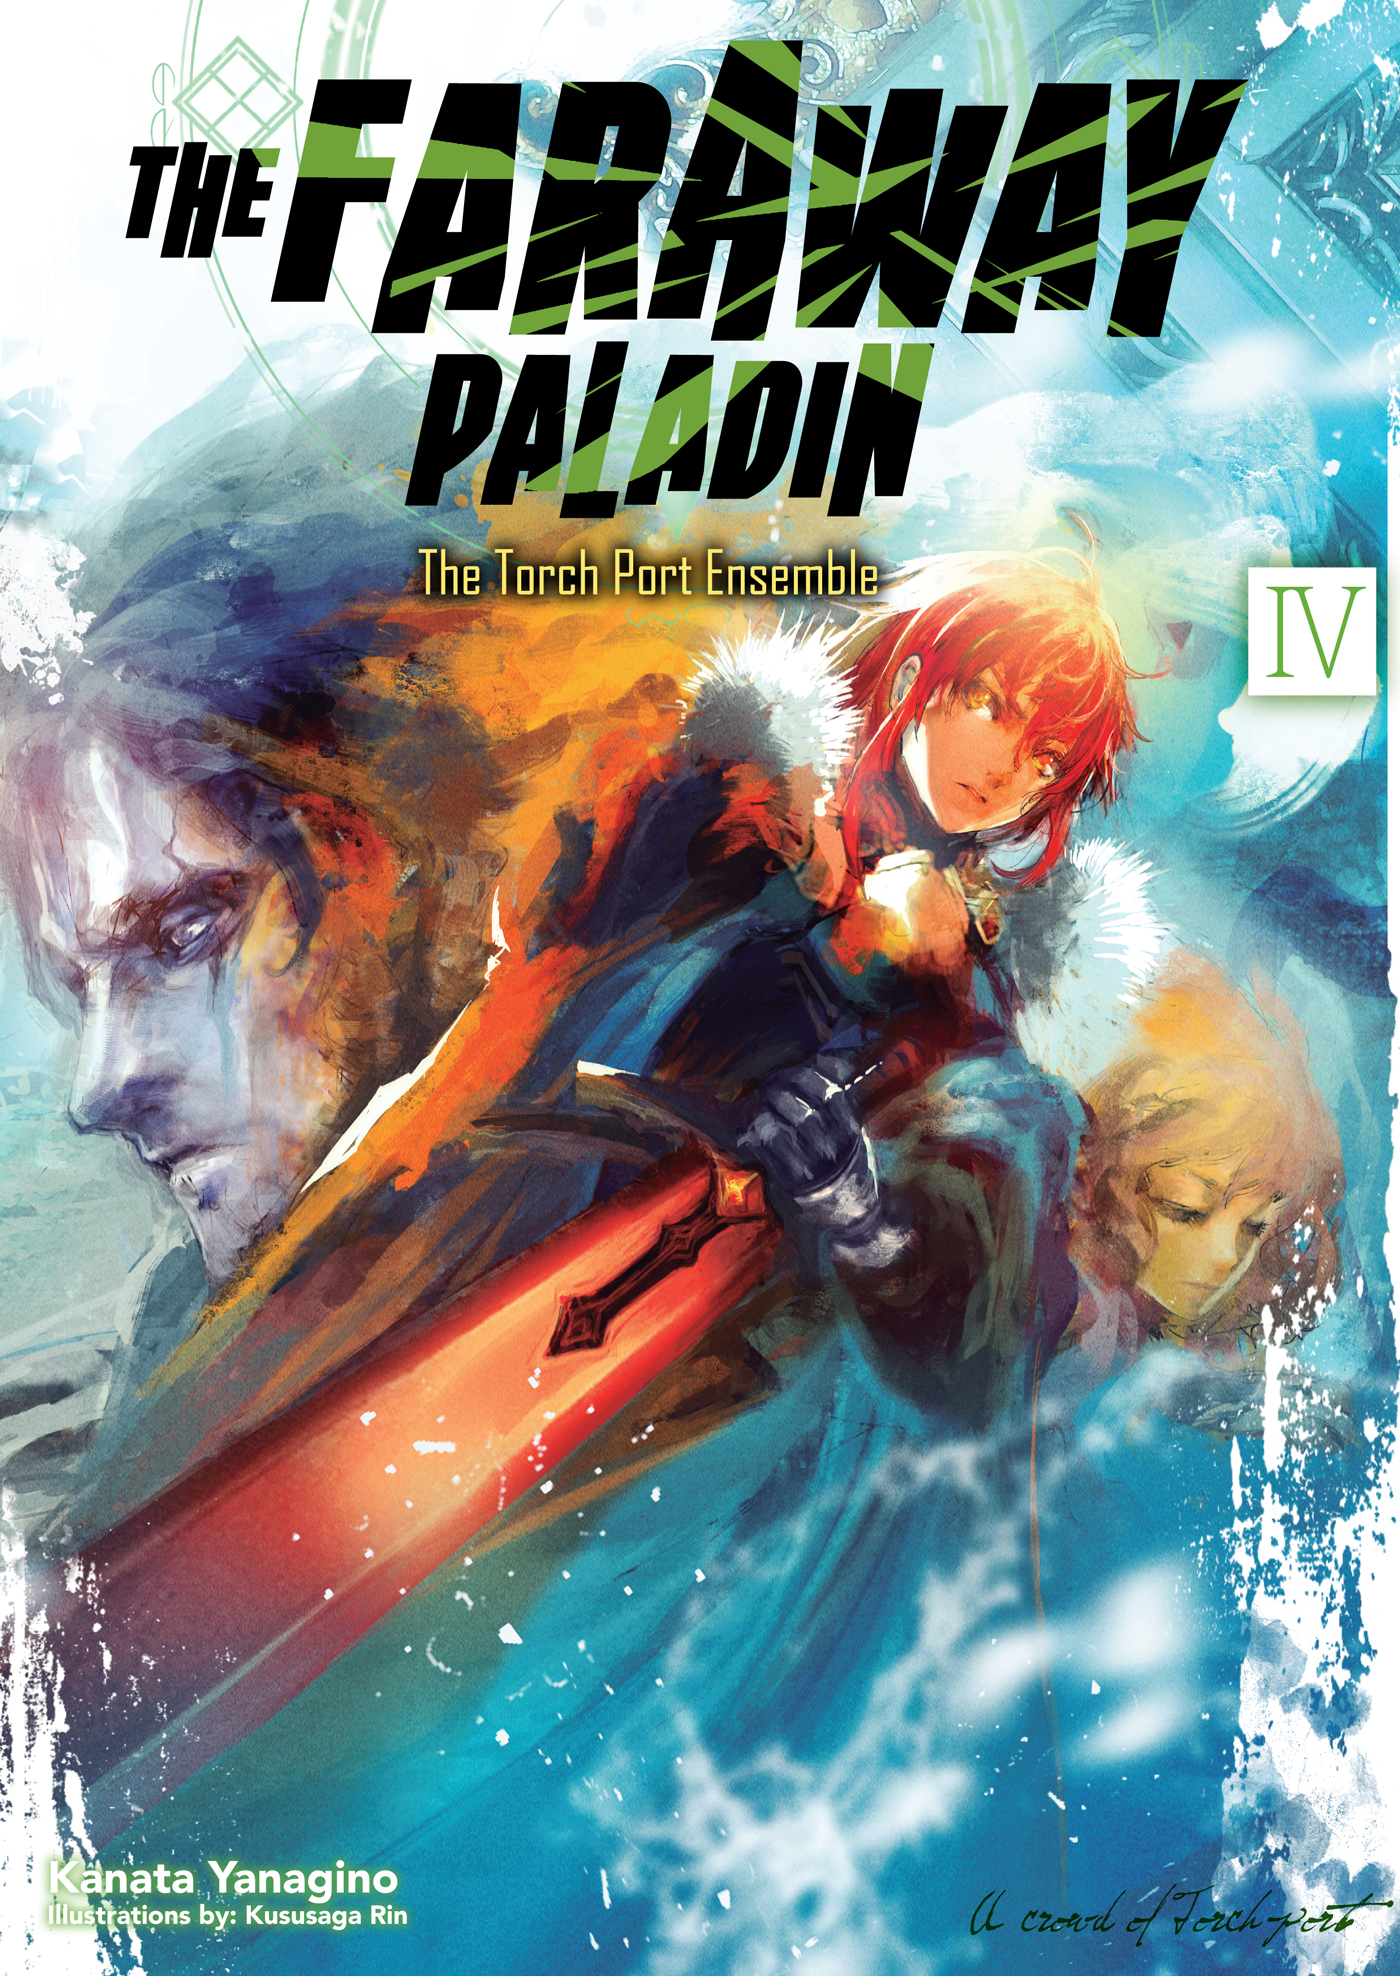 THE FARAWAY
PALADIN
The Torch Port Ensemble
IV
Kanata Yanagino
Illustrations by: Kususaga Rin
A crowd of Torch-port